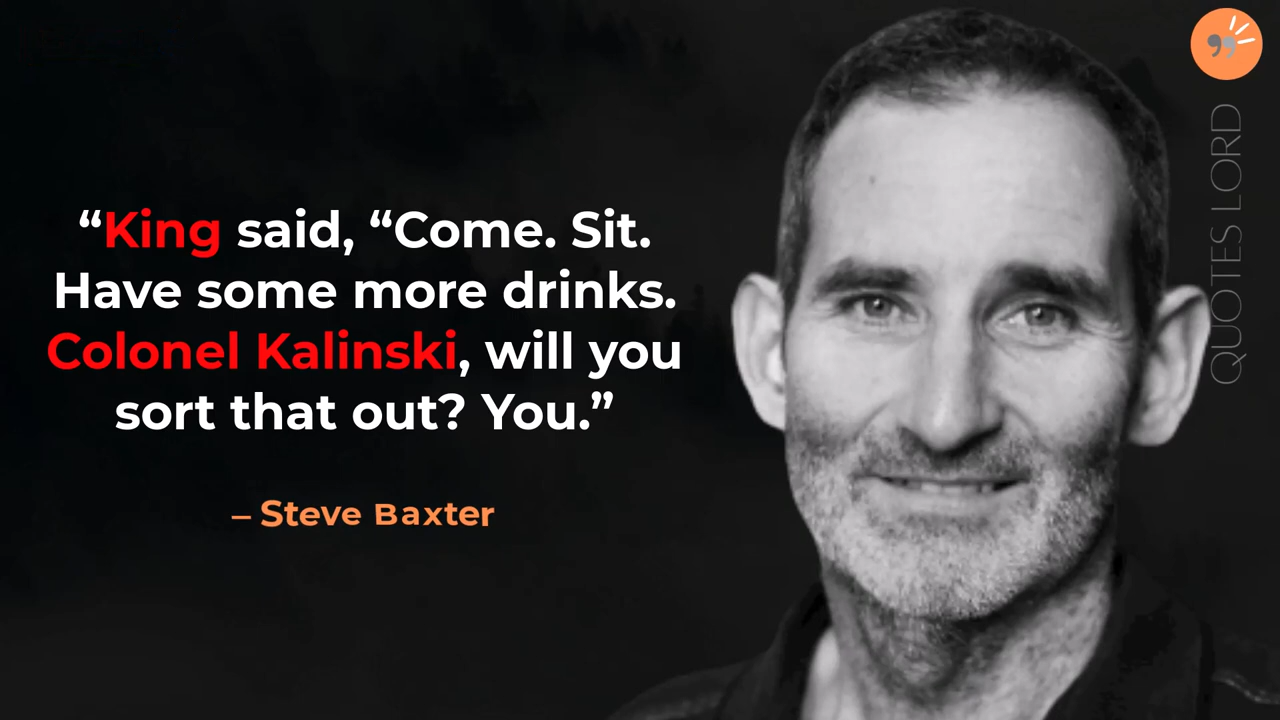 “King said, “Come. Sit.
Have some more drinks.
Colonel Kalinski, will you
sort that out? You.”
– Steve Baxter
QUOTES LORD